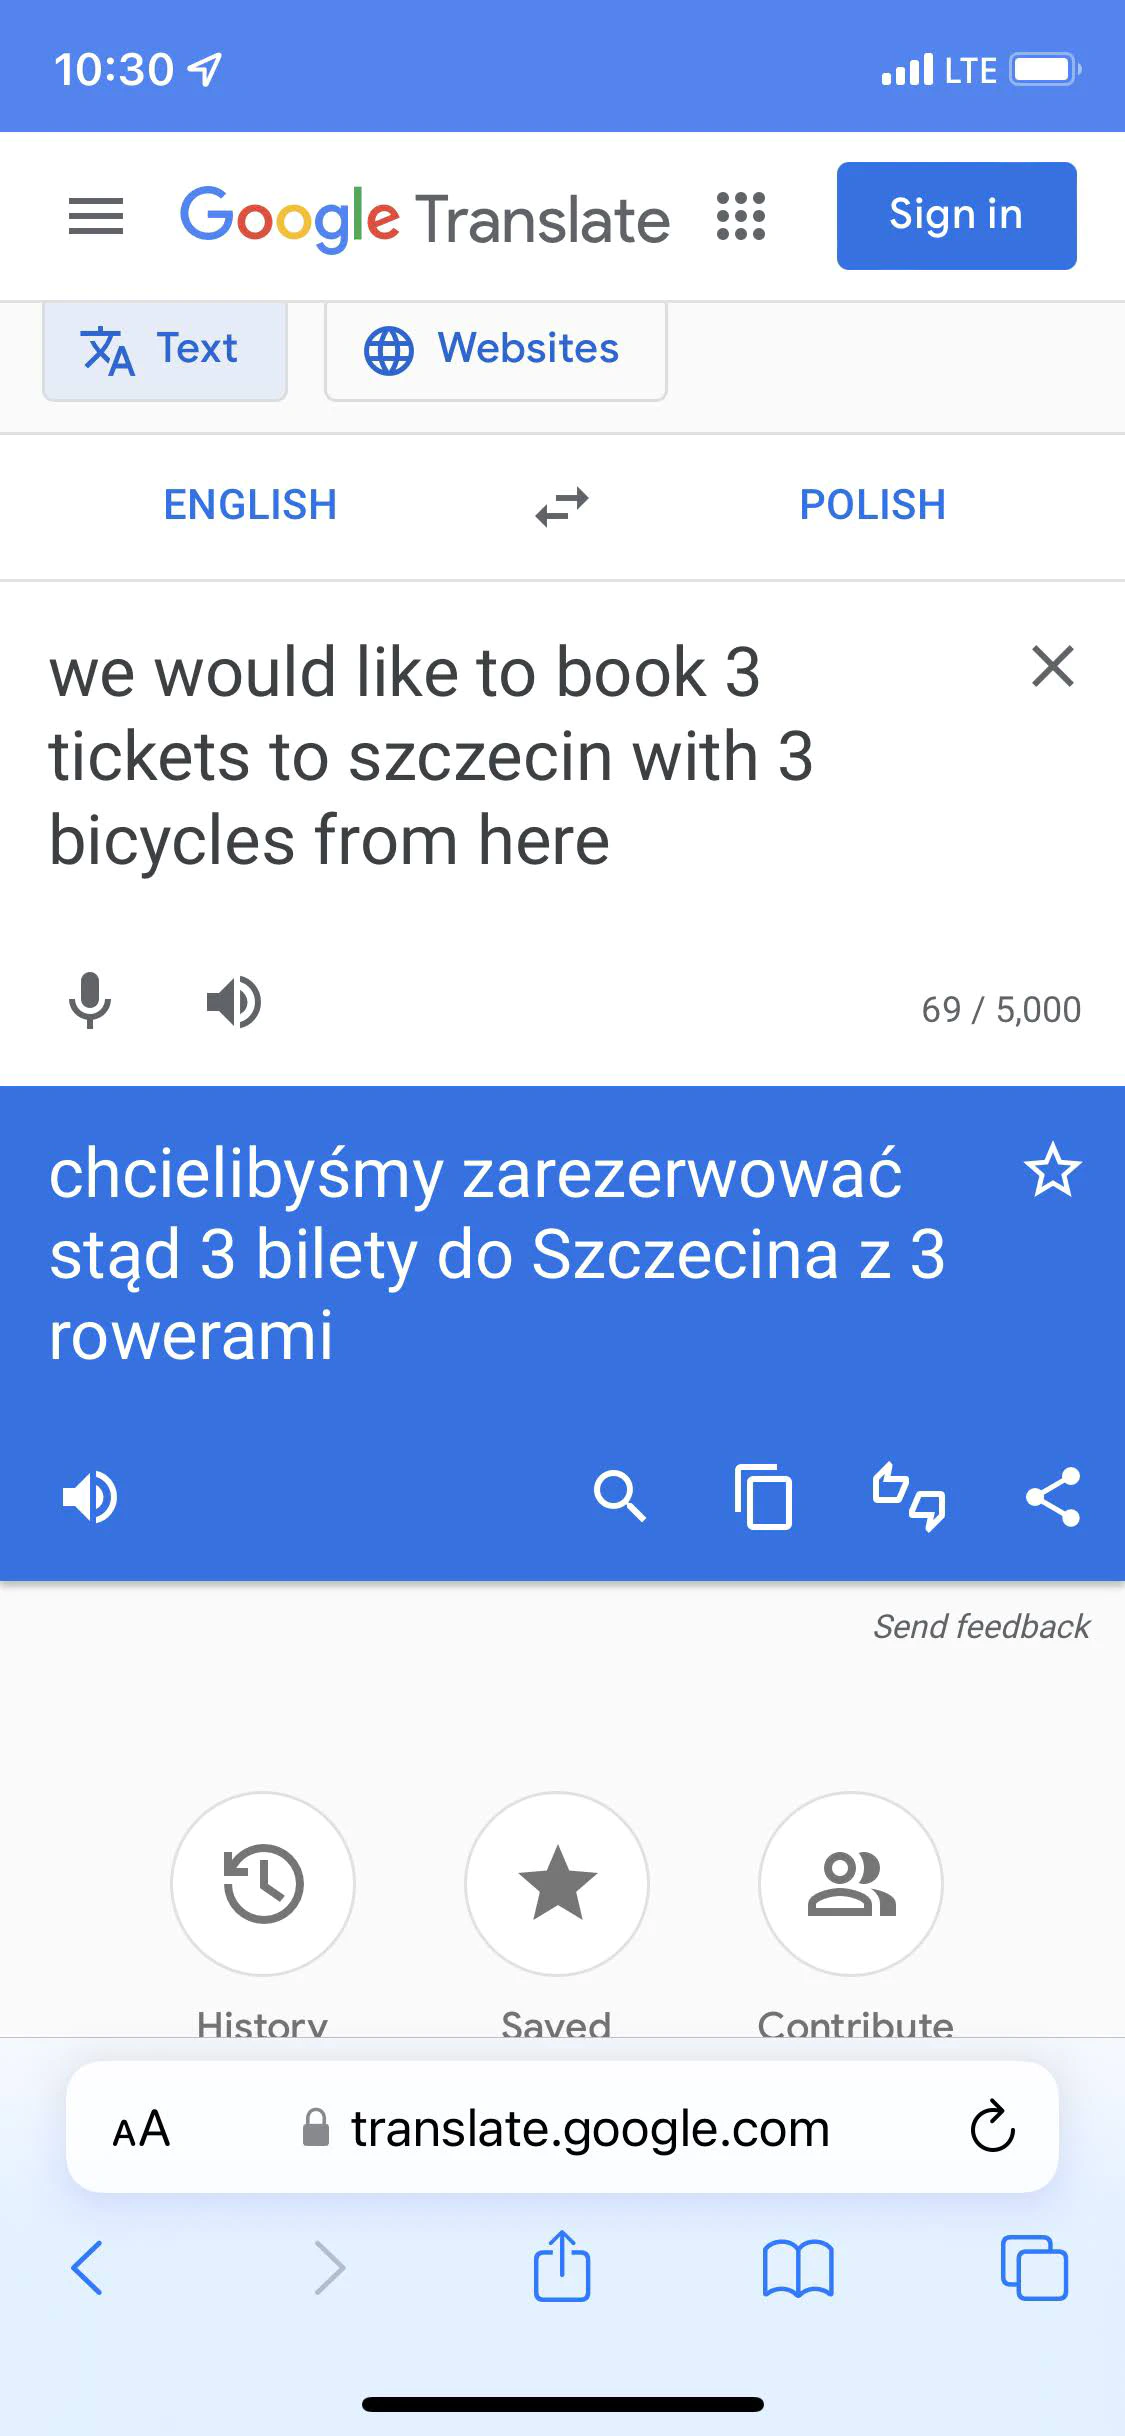 10:30 LTE
Google Translate Sign in
Text Websites
ENGLISH POLISH
we would like to book 3
tickets to szczecin with 3
bicycles from here
69 / 5,000
chcielibyśmy zarezerwować
stąd 3 bilety do Szczecina z 3
rowerami
Send feedback
History Saved Contribute
AA translate.google.com